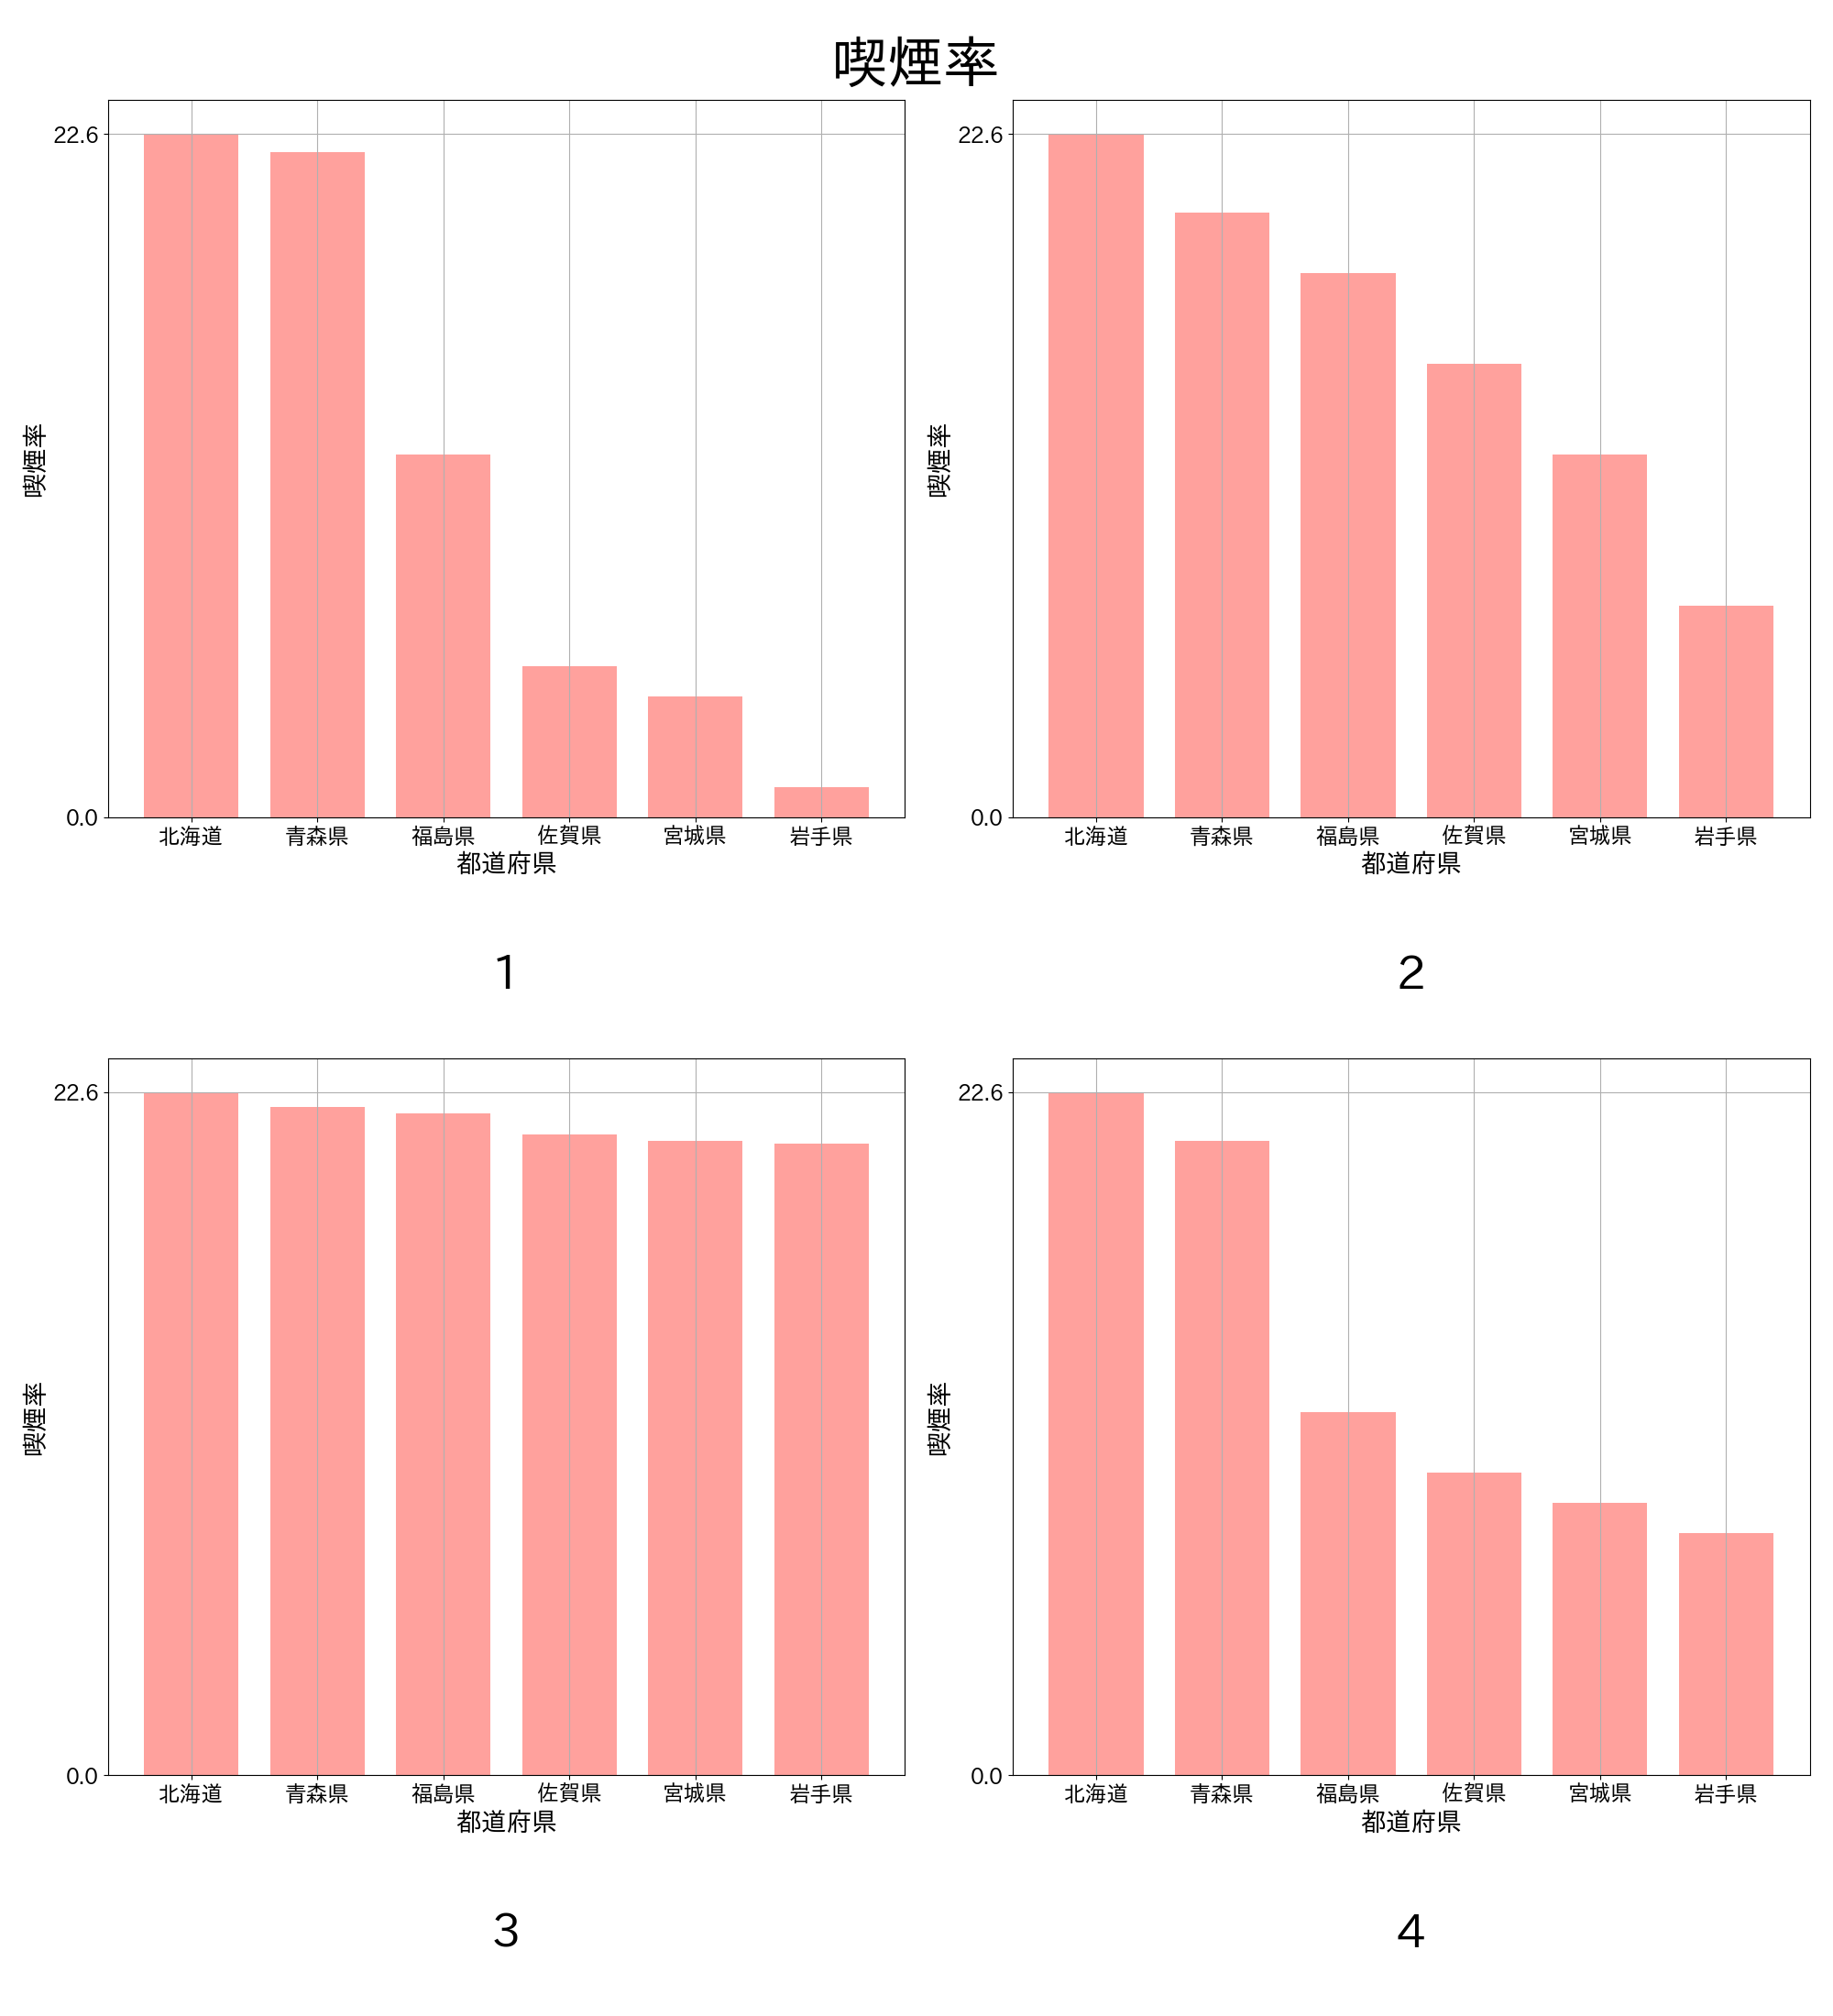 喫煙率
22.6
喫煙率
0.0
北海道 青森県 福島県 佐賀県 宮城県 岩手県
都道府県
1
22.6
喫煙率
0.0
北海道 青森県 福島県 佐賀県 宮城県 岩手県
都道府県
2
22.6
喫煙率
0.0
北海道 青森県 福島県 佐賀県 宮城県 岩手県
都道府県
3
22.6
喫煙率
0.0
北海道 青森県 福島県 佐賀県 宮城県 岩手県
都道府県
4